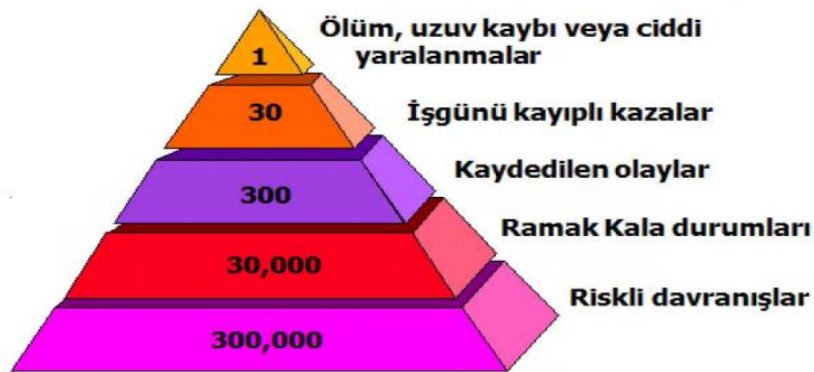 1
Ölüm, uzuv kaybı veya ciddi
yaralanmalar
30
İşgünü kayıplı kazalar
300
Kaydedilen olaylar
30,000
Ramak Kala durumları
300,000
Riskli davranışlar